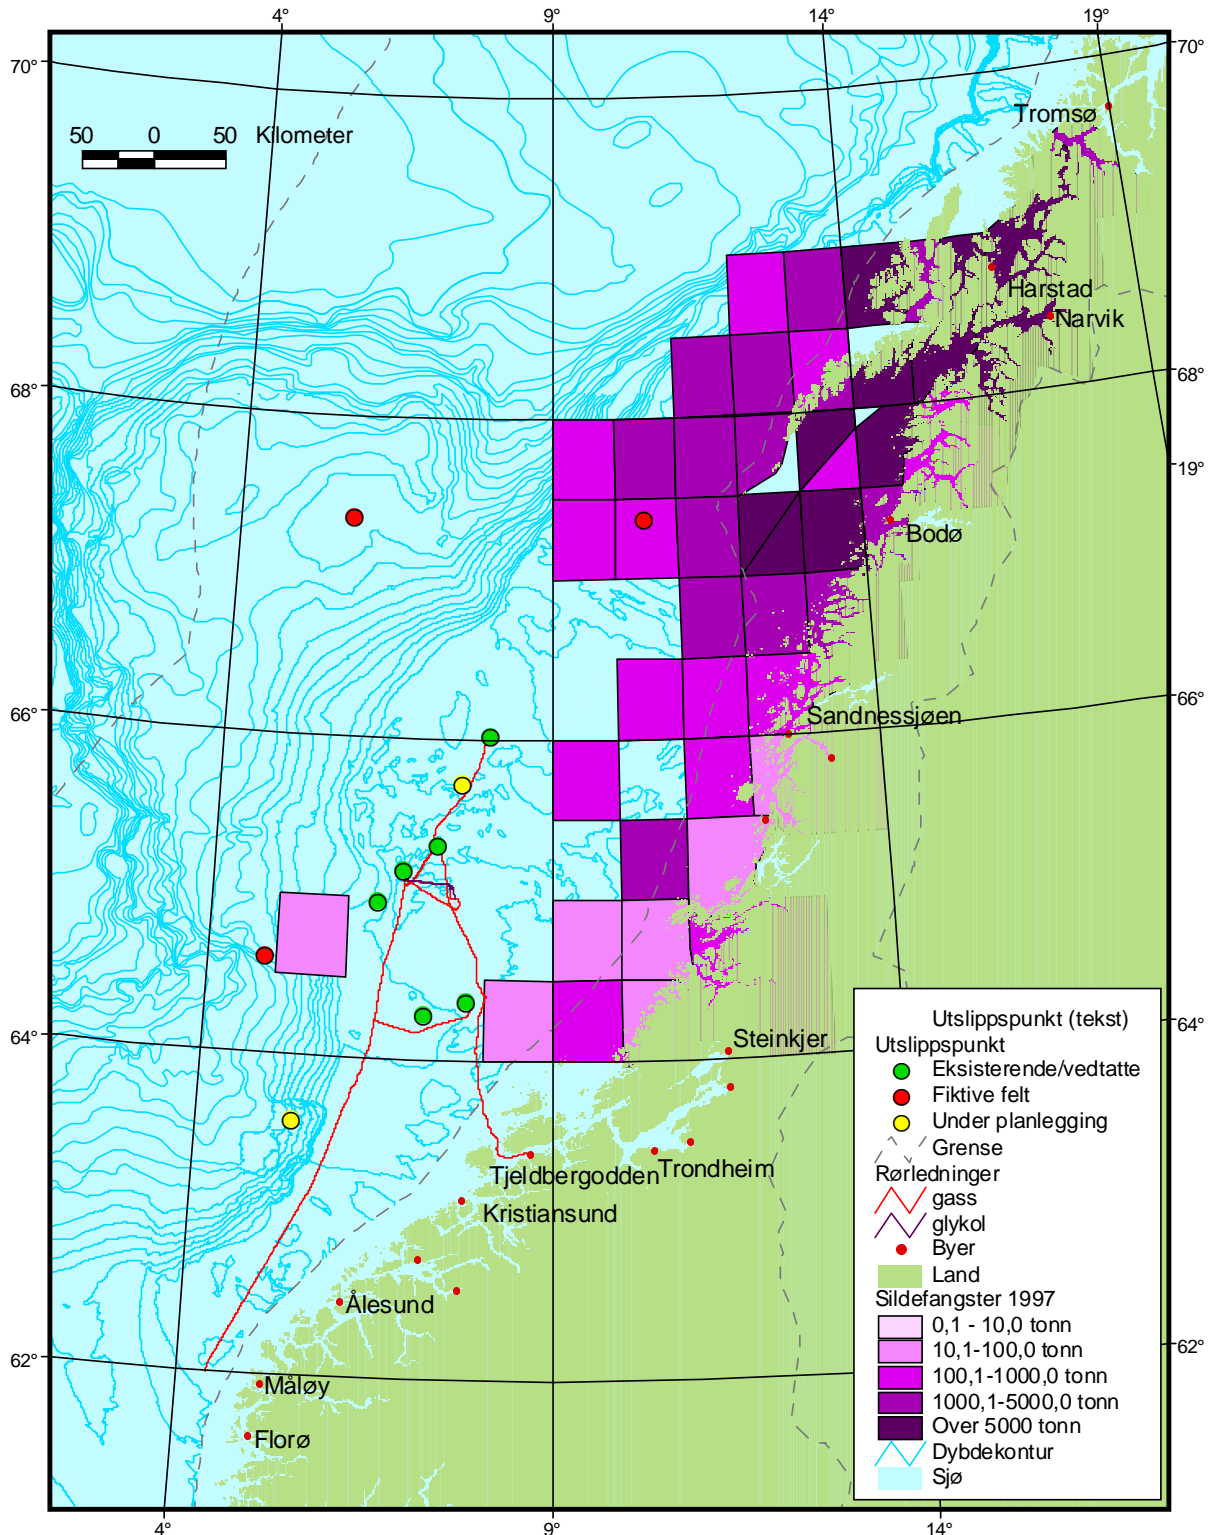 4° 9° 14° 19°
70° 70°
50 0 50 Kilometer
Tromsø
Harstad
Narvik
68° 68°
19°
Bodø
66° 66°
Sandnessjøen
64° 64°
Steinkjer
Tjeldbergodden
Trondheim
Kristiansund
Ålesund
62° 62°
Måløy
Florø
Utslippspunkt (tekst)
Utslippspunkt
Eksisterende/vedtatte
Fiktive felt
Under planlegging
Grense
Rørledninger
gass
glykol
Byer
Land
Sildefangster 1997
0,1 - 10,0 tonn
10,1-100,0 tonn
100,1-1000,0 tonn
1000,1-5000,0 tonn
Over 5000 tonn
Dybdekontur
Sjø
4° 9° 14°